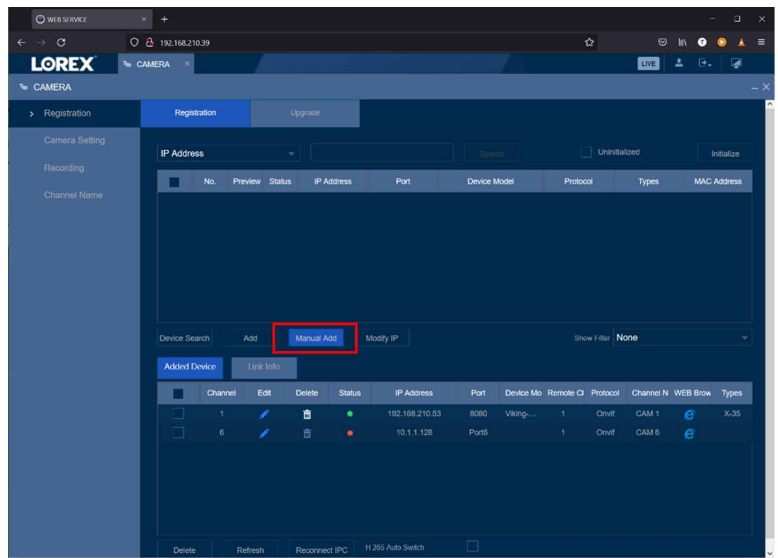 WEB SERVICE
192.168.210.39
LOREX CAMERA LIVE
CAMERA
Registration
Camera Setting
Recording
Channel Name
Registration Upgrade
IP Address Search Uninitialized Initialize
No. Preview Status IP Address Port Device Model Protocol Types MAC Address
Device Search Add Manual Add Modify IP Show Filter None
Added Device Link Info
Channel Edit Delete Status IP Address Port Device Mo Remote Cl Protocol Channel N WEB Brow Types
1 192.168.210.53 8080 Viking-... 1 Onvif CAM 1 X-35
6 10.1.1.128 Port6 1 Onvif CAM 6
Delete Refresh Reconnect IPC H.265 Auto Switch